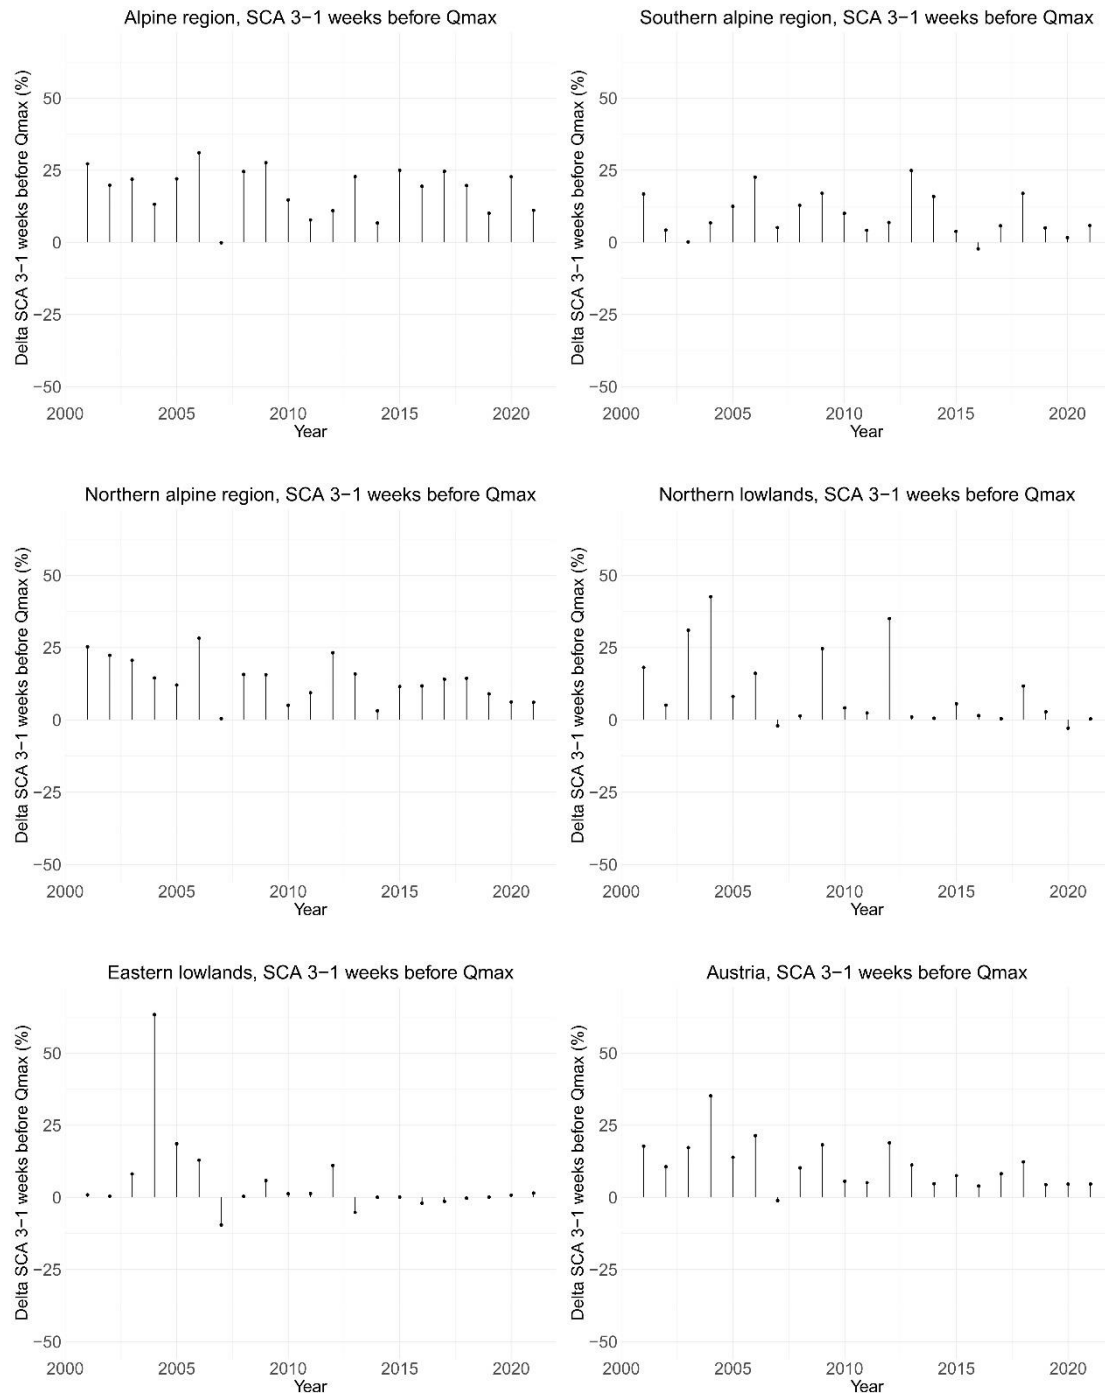 Alpine region, SCA 3−1 weeks before Qmax
Delta SCA 3−1 weeks before Qmax (%)
50
25
0
−25
−50
2000 2005 2010 2015 2020
Year
Southern alpine region, SCA 3−1 weeks before Qmax
Delta SCA 3−1 weeks before Qmax (%)
50
25
0
−25
−50
2000 2005 2010 2015 2020
Year
Northern alpine region, SCA 3−1 weeks before Qmax
Delta SCA 3−1 weeks before Qmax (%)
50
25
0
−25
−50
2000 2005 2010 2015 2020
Year
Northern lowlands, SCA 3−1 weeks before Qmax
Delta SCA 3−1 weeks before Qmax (%)
50
25
0
−25
−50
2000 2005 2010 2015 2020
Year
Eastern lowlands, SCA 3−1 weeks before Qmax
Delta SCA 3−1 weeks before Qmax (%)
50
25
0
−25
−50
2000 2005 2010 2015 2020
Year
Austria, SCA 3−1 weeks before Qmax
Delta SCA 3−1 weeks before Qmax (%)
50
25
0
−25
−50
2000 2005 2010 2015 2020
Year